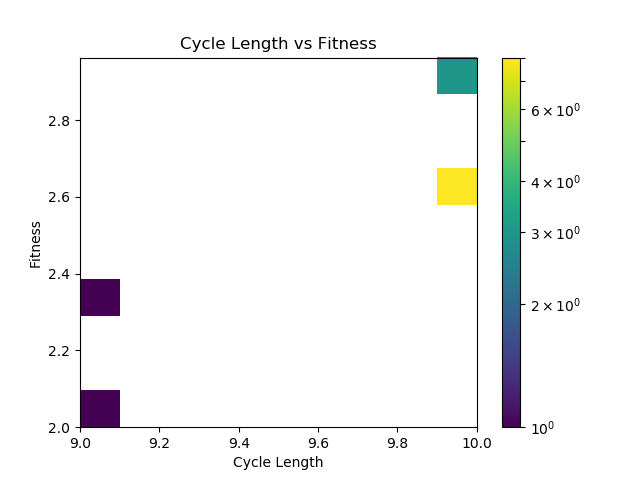 Cycle Length vs Fitness
Fitness
2.8
2.6
2.4
2.2
2.0
9.0 9.2 9.4 9.6 9.8 10.0
Cycle Length
6 × 10⁰
4 × 10⁰
3 × 10⁰
2 × 10⁰
10⁰